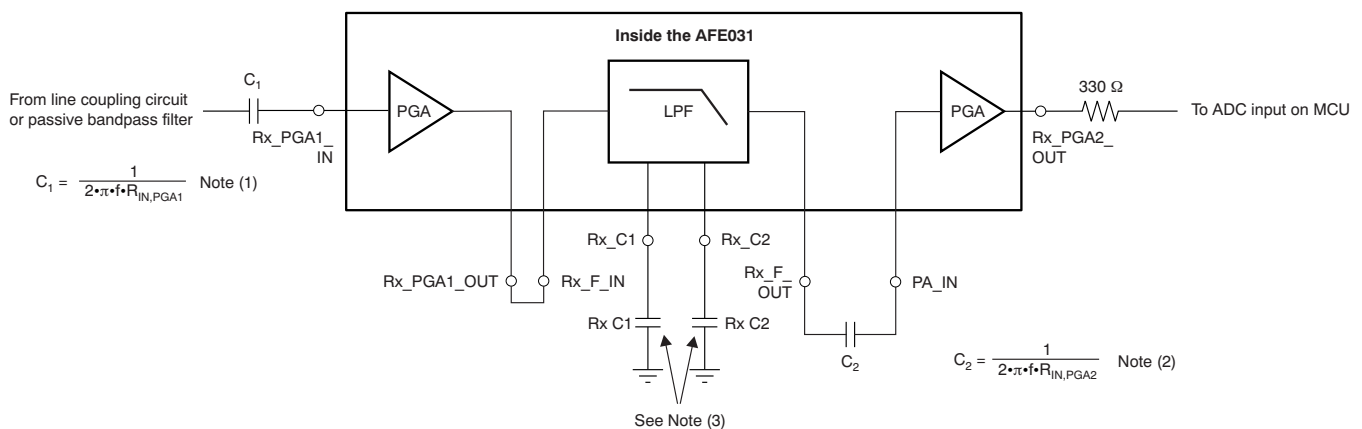 Inside the AFE031
C1
From line coupling circuit
or passive bandpass filter
Rx_PGA1_
IN
PGA
LPF
PGA
330 Ω
Rx_PGA2_
OUT
To ADC input on MCU
C1 = 1 / 2•π•f•RIN,PGA1 Note (1)
Rx_PGA1_OUT
Rx_F_IN
Rx_C1
Rx_C2
Rx_F_
OUT
PA_IN
Rx C1
Rx C2
C2
C2 = 1 / 2•π•f•RIN,PGA2 Note (2)
See Note (3)